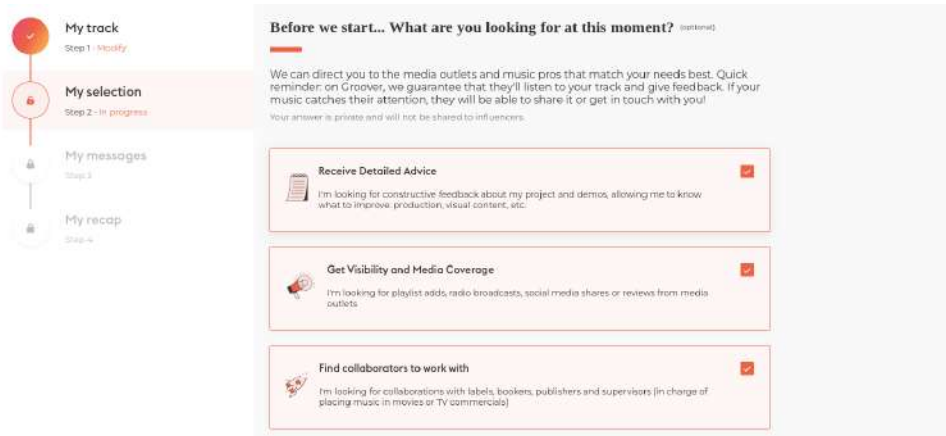 My track
Step 1 - Modify
My selection
Step 2 - In progress
My messages
Step 3
My recap
Step 4
Before we start... What are you looking for at this moment? (optional)
We can direct you to the media outlets and music pros that match your needs best. Quick
reminder: on Groover, we guarantee that they'll listen to your track and give feedback. If your
music catches their attention, they will be able to share it or get in touch with you!
Your answer is private and will not be shared to influencers.
Receive Detailed Advice
I'm looking for constructive feedback about my project and demos, allowing me to know
what to improve: production, visual content, etc.
Get Visibility and Media Coverage
I'm looking for playlist adds, radio broadcasts, social media shares or reviews from media
outlets
Find collaborators to work with
I'm looking for collaborations with labels, bookers, publishers and supervisors (in charge of
placing music in movies or TV commercials)